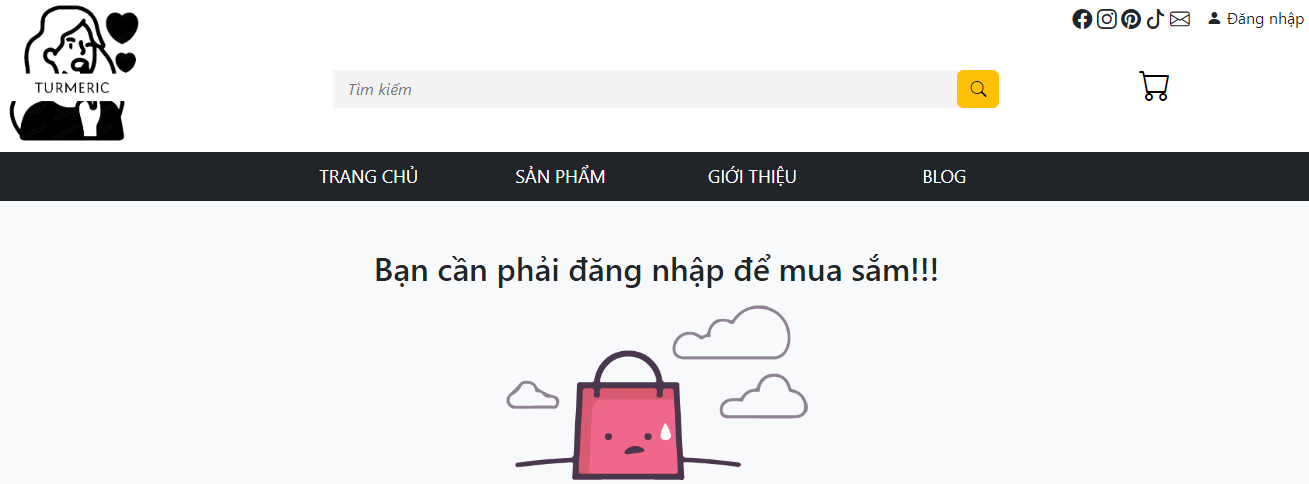 TURMERIC
Đăng nhập
Tìm kiếm
TRANG CHỦ SẢN PHẨM GIỚI THIỆU BLOG
Bạn cần phải đăng nhập để mua sắm!!!